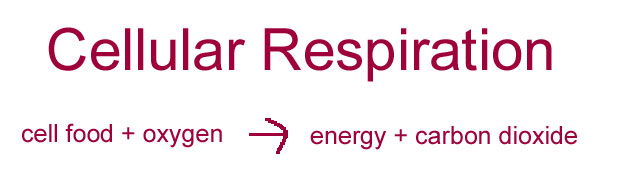 Cellular Respiration
cell food + oxygen → energy + carbon dioxide